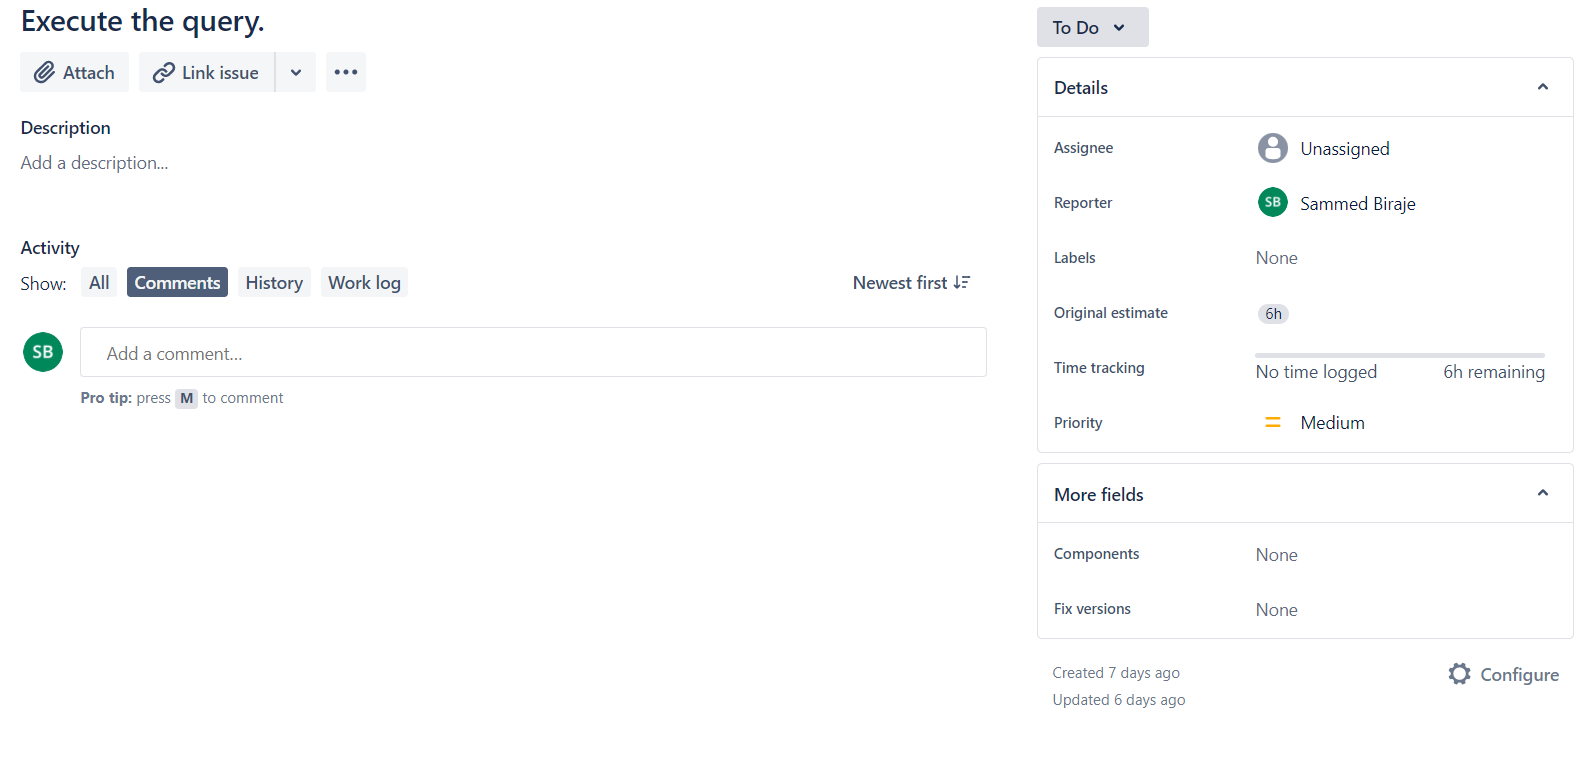 Execute the query.
Attach
Link issue
Description
Add a description...
Activity
Show: All Comments History Work log Newest first
SB Add a comment...
Pro tip: press M to comment
To Do
Details
Assignee Unassigned
Reporter SB Sammed Biraje
Labels None
Original estimate 6h
Time tracking No time logged 6h remaining
Priority Medium
More fields
Components None
Fix versions None
Created 7 days ago
Updated 6 days ago
Configure